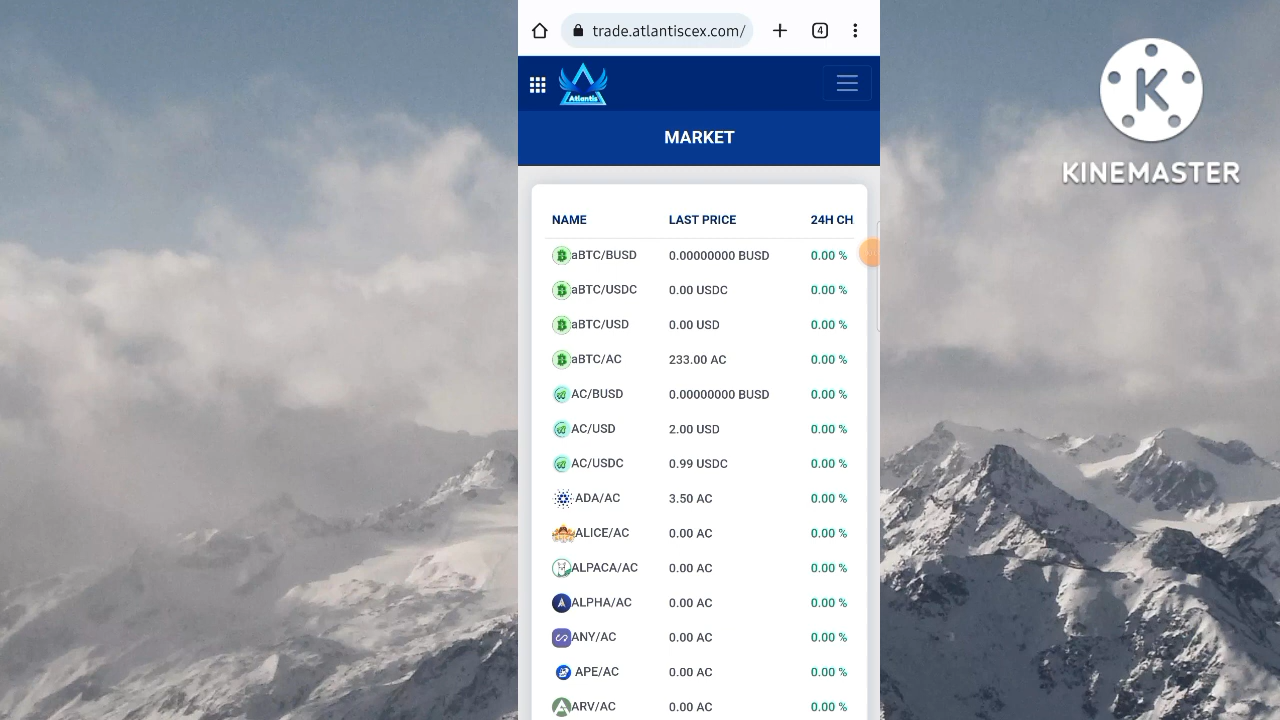 trade.atlantiscex.com/
4
Atlantis
MARKET
NAME LAST PRICE 24H CH
aBTC/BUSD 0.00000000 BUSD 0.00 %
aBTC/USDC 0.00 USDC 0.00 %
aBTC/USD 0.00 USD 0.00 %
aBTC/AC 233.00 AC 0.00 %
AC/BUSD 0.00000000 BUSD 0.00 %
AC/USD 2.00 USD 0.00 %
AC/USDC 0.99 USDC 0.00 %
ADA/AC 3.50 AC 0.00 %
ALICE/AC 0.00 AC 0.00 %
ALPACA/AC 0.00 AC 0.00 %
ALPHA/AC 0.00 AC 0.00 %
ANY/AC 0.00 AC 0.00 %
APE/AC 0.00 AC 0.00 %
ARV/AC 0.00 AC 0.00 %
K
KINEMASTER